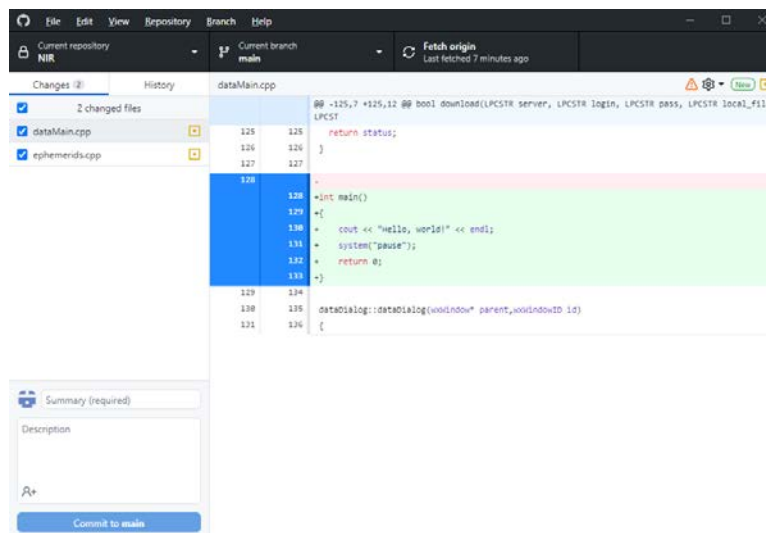 File Edit View Repository Branch Help
Current repository
NIR
Current branch
main
Fetch origin
Last fetched 7 minutes ago
Changes 2 History
dataMain.cpp
New
2 changed files
dataMain.cpp
ephemerids.cpp
@@ -125,7 +125,12 @@ bool download(LPCSTR server, LPCSTR login, LPCSTR pass, LPCSTR local_fil
LPCST
125 125 return status;
126 126 }
127 127
128 -
128 +int main()
129 +{
130 + cout << "Hello, world!" << endl;
131 + system("pause");
132 + return 0;
133 +}
129 134
130 135 dataDialog::dataDialog(wxWindow* parent,wxWindowID id)
131 136 {
Summary (required)
Description
Commit to main